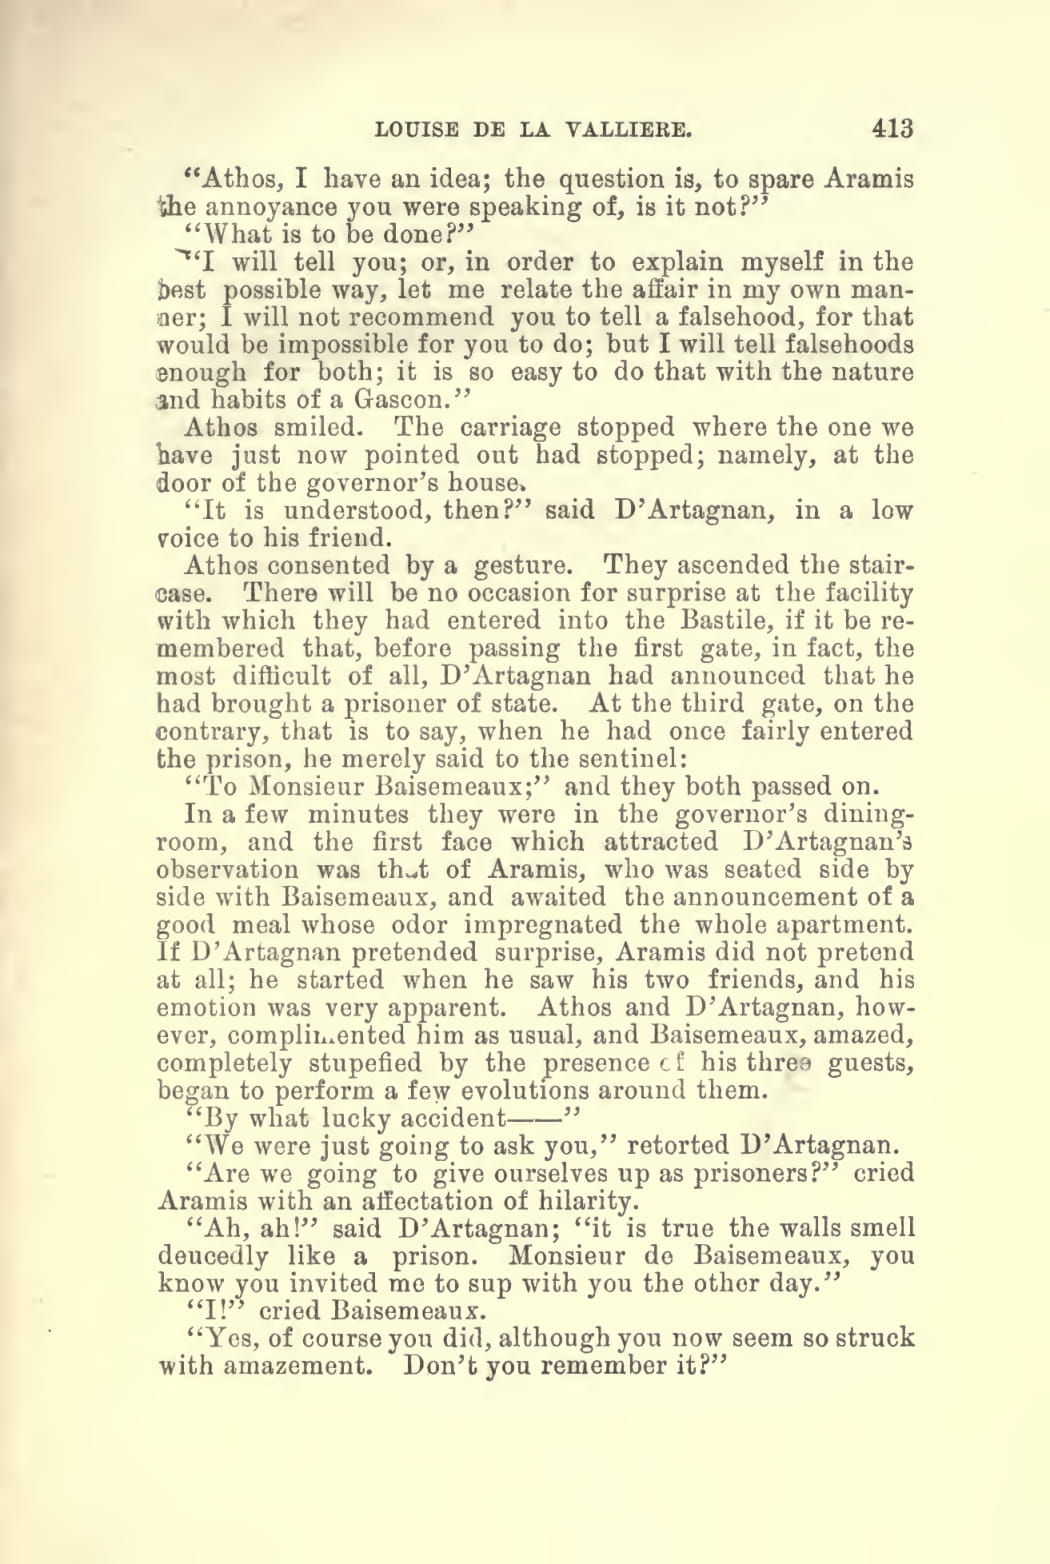 LOUISE DE LA VALLIERE. 413
“Athos, I have an idea; the question is, to spare Aramis
the annoyance you were speaking of, is it not?”
“What is to be done?”
“I will tell you; or, in order to explain myself in the
best possible way, let me relate the affair in my own man-
ner; I will not recommend you to tell a falsehood, for that
would be impossible for you to do; but I will tell falsehoods
enough for both; it is so easy to do that with the nature
and habits of a Gascon.”
Athos smiled. The carriage stopped where the one we
have just now pointed out had stopped; namely, at the
door of the governor’s house.
“It is understood, then?” said D’Artagnan, in a low
voice to his friend.
Athos consented by a gesture. They ascended the stair-
case. There will be no occasion for surprise at the facility
with which they had entered into the Bastile, if it be re-
membered that, before passing the first gate, in fact, the
most difficult of all, D’Artagnan had announced that he
had brought a prisoner of state. At the third gate, on the
contrary, that is to say, when he had once fairly entered
the prison, he merely said to the sentinel:
“To Monsieur Baisemeaux;” and they both passed on.
In a few minutes they were in the governor’s dining-
room, and the first face which attracted D’Artagnan’s
observation was that of Aramis, who was seated side by
side with Baisemeaux, and awaited the announcement of a
good meal whose odor impregnated the whole apartment.
If D’Artagnan pretended surprise, Aramis did not pretend
at all; he started when he saw his two friends, and his
emotion was very apparent. Athos and D’Artagnan, how-
ever, complimented him as usual, and Baisemeaux, amazed,
completely stupefied by the presence of his three guests,
began to perform a few evolutions around them.
“By what lucky accident——”
“We were just going to ask you,” retorted D’Artagnan.
“Are we going to give ourselves up as prisoners?” cried
Aramis with an affectation of hilarity.
“Ah, ah!” said D’Artagnan; “it is true the walls smell
deucedly like a prison. Monsieur de Baisemeaux, you
know you invited me to sup with you the other day.”
“I!” cried Baisemeaux.
“Yes, of course you did, although you now seem so struck
with amazement. Don’t you remember it?”